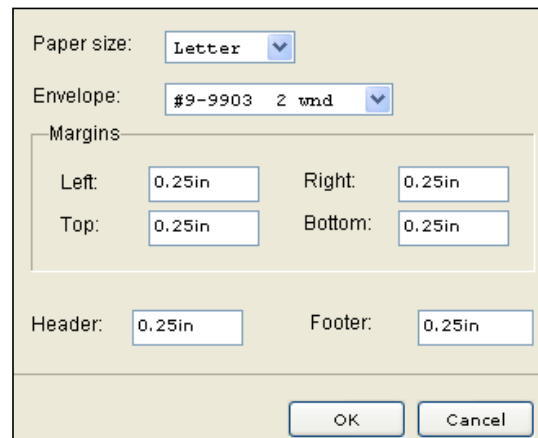 Paper size: Letter
Envelope: #9-9903 2 wnd
Margins
Left: 0.25in Right: 0.25in
Top: 0.25in Bottom: 0.25in
Header: 0.25in Footer: 0.25in
OK Cancel